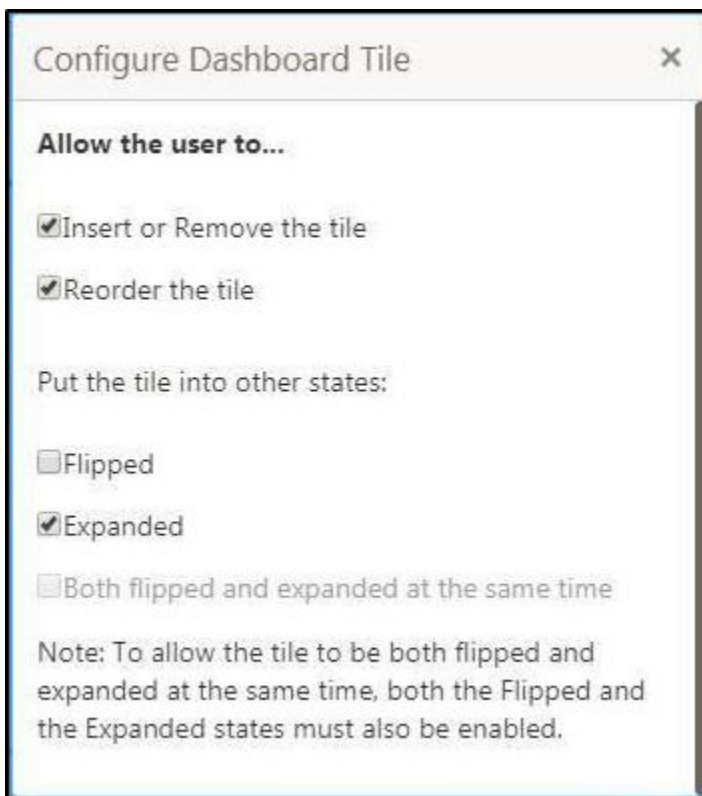 Configure Dashboard Tile
Allow the user to...
Insert or Remove the tile
Reorder the tile
Put the tile into other states:
Flipped
Expanded
Both flipped and expanded at the same time
Note: To allow the tile to be both flipped and
expanded at the same time, both the Flipped and
the Expanded states must also be enabled.